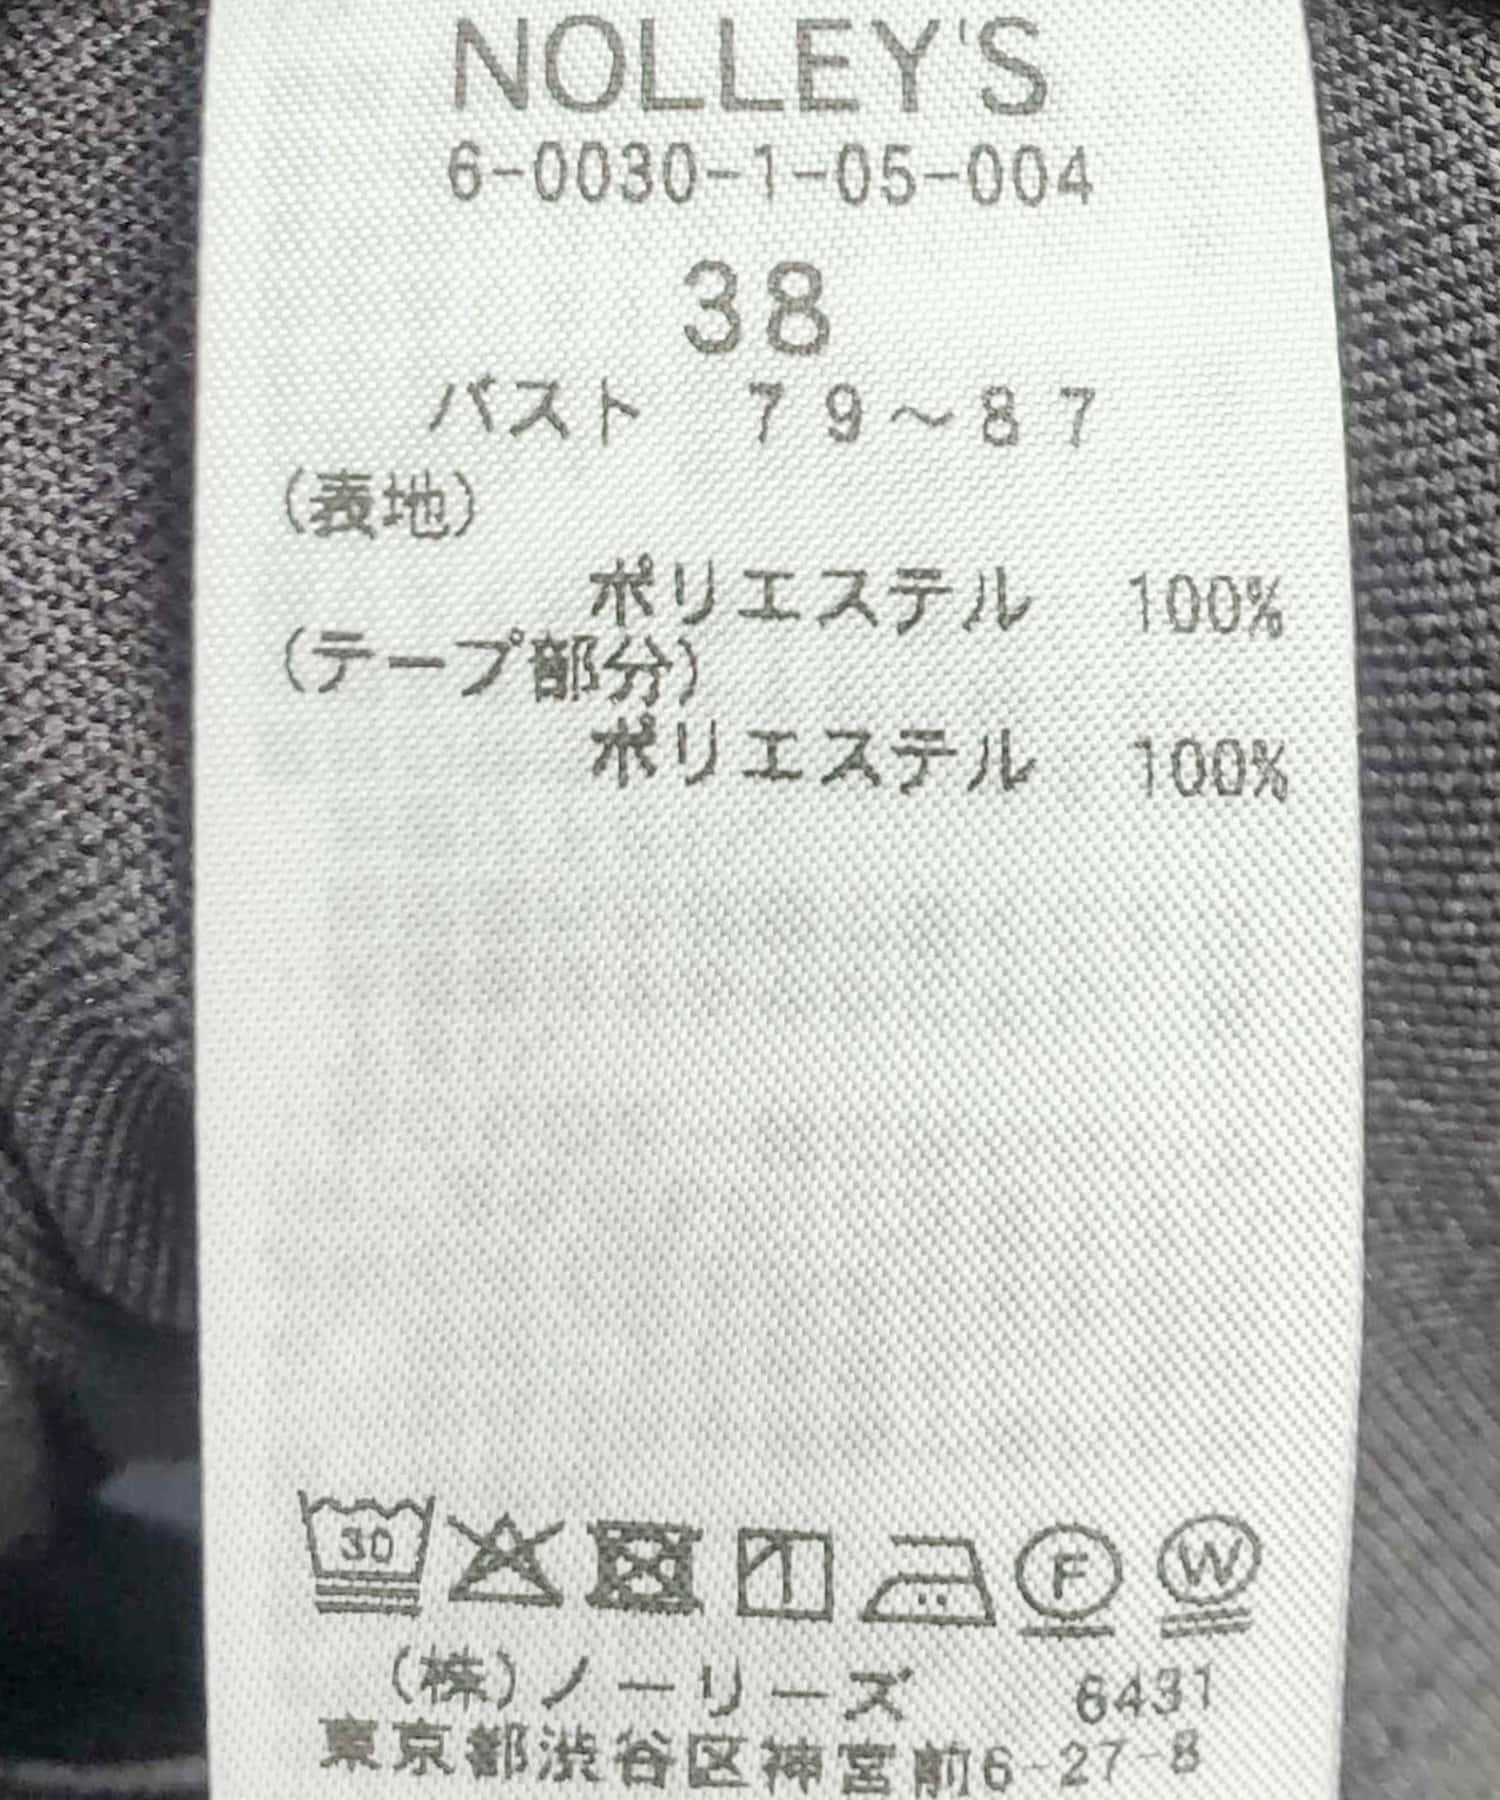 NOLLEY'S
6-0030-1-05-004
38
バスト 79〜87
(表地)
ポリエステル 100%
(テープ部分)
ポリエステル 100%
30 F W
(株)ノーリーズ 6431
東京都渋谷区神宮前6-27-8